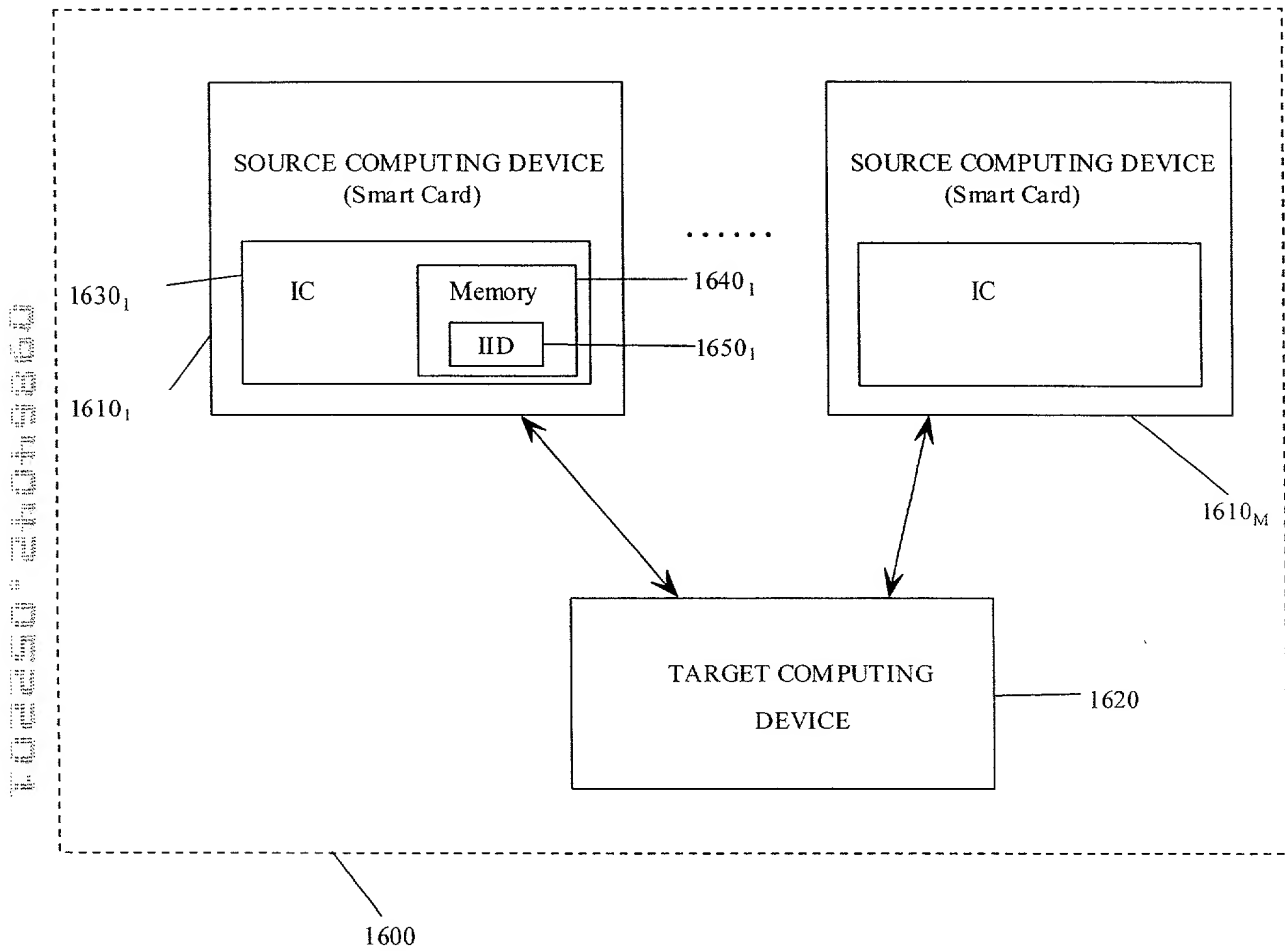 SOURCE COMPUTING DEVICE
(Smart Card)
IC
Memory
IID
1630₁
1610₁
1640₁
1650₁
......
SOURCE COMPUTING DEVICE
(Smart Card)
IC
1610M
TARGET COMPUTING
DEVICE
1620
1600